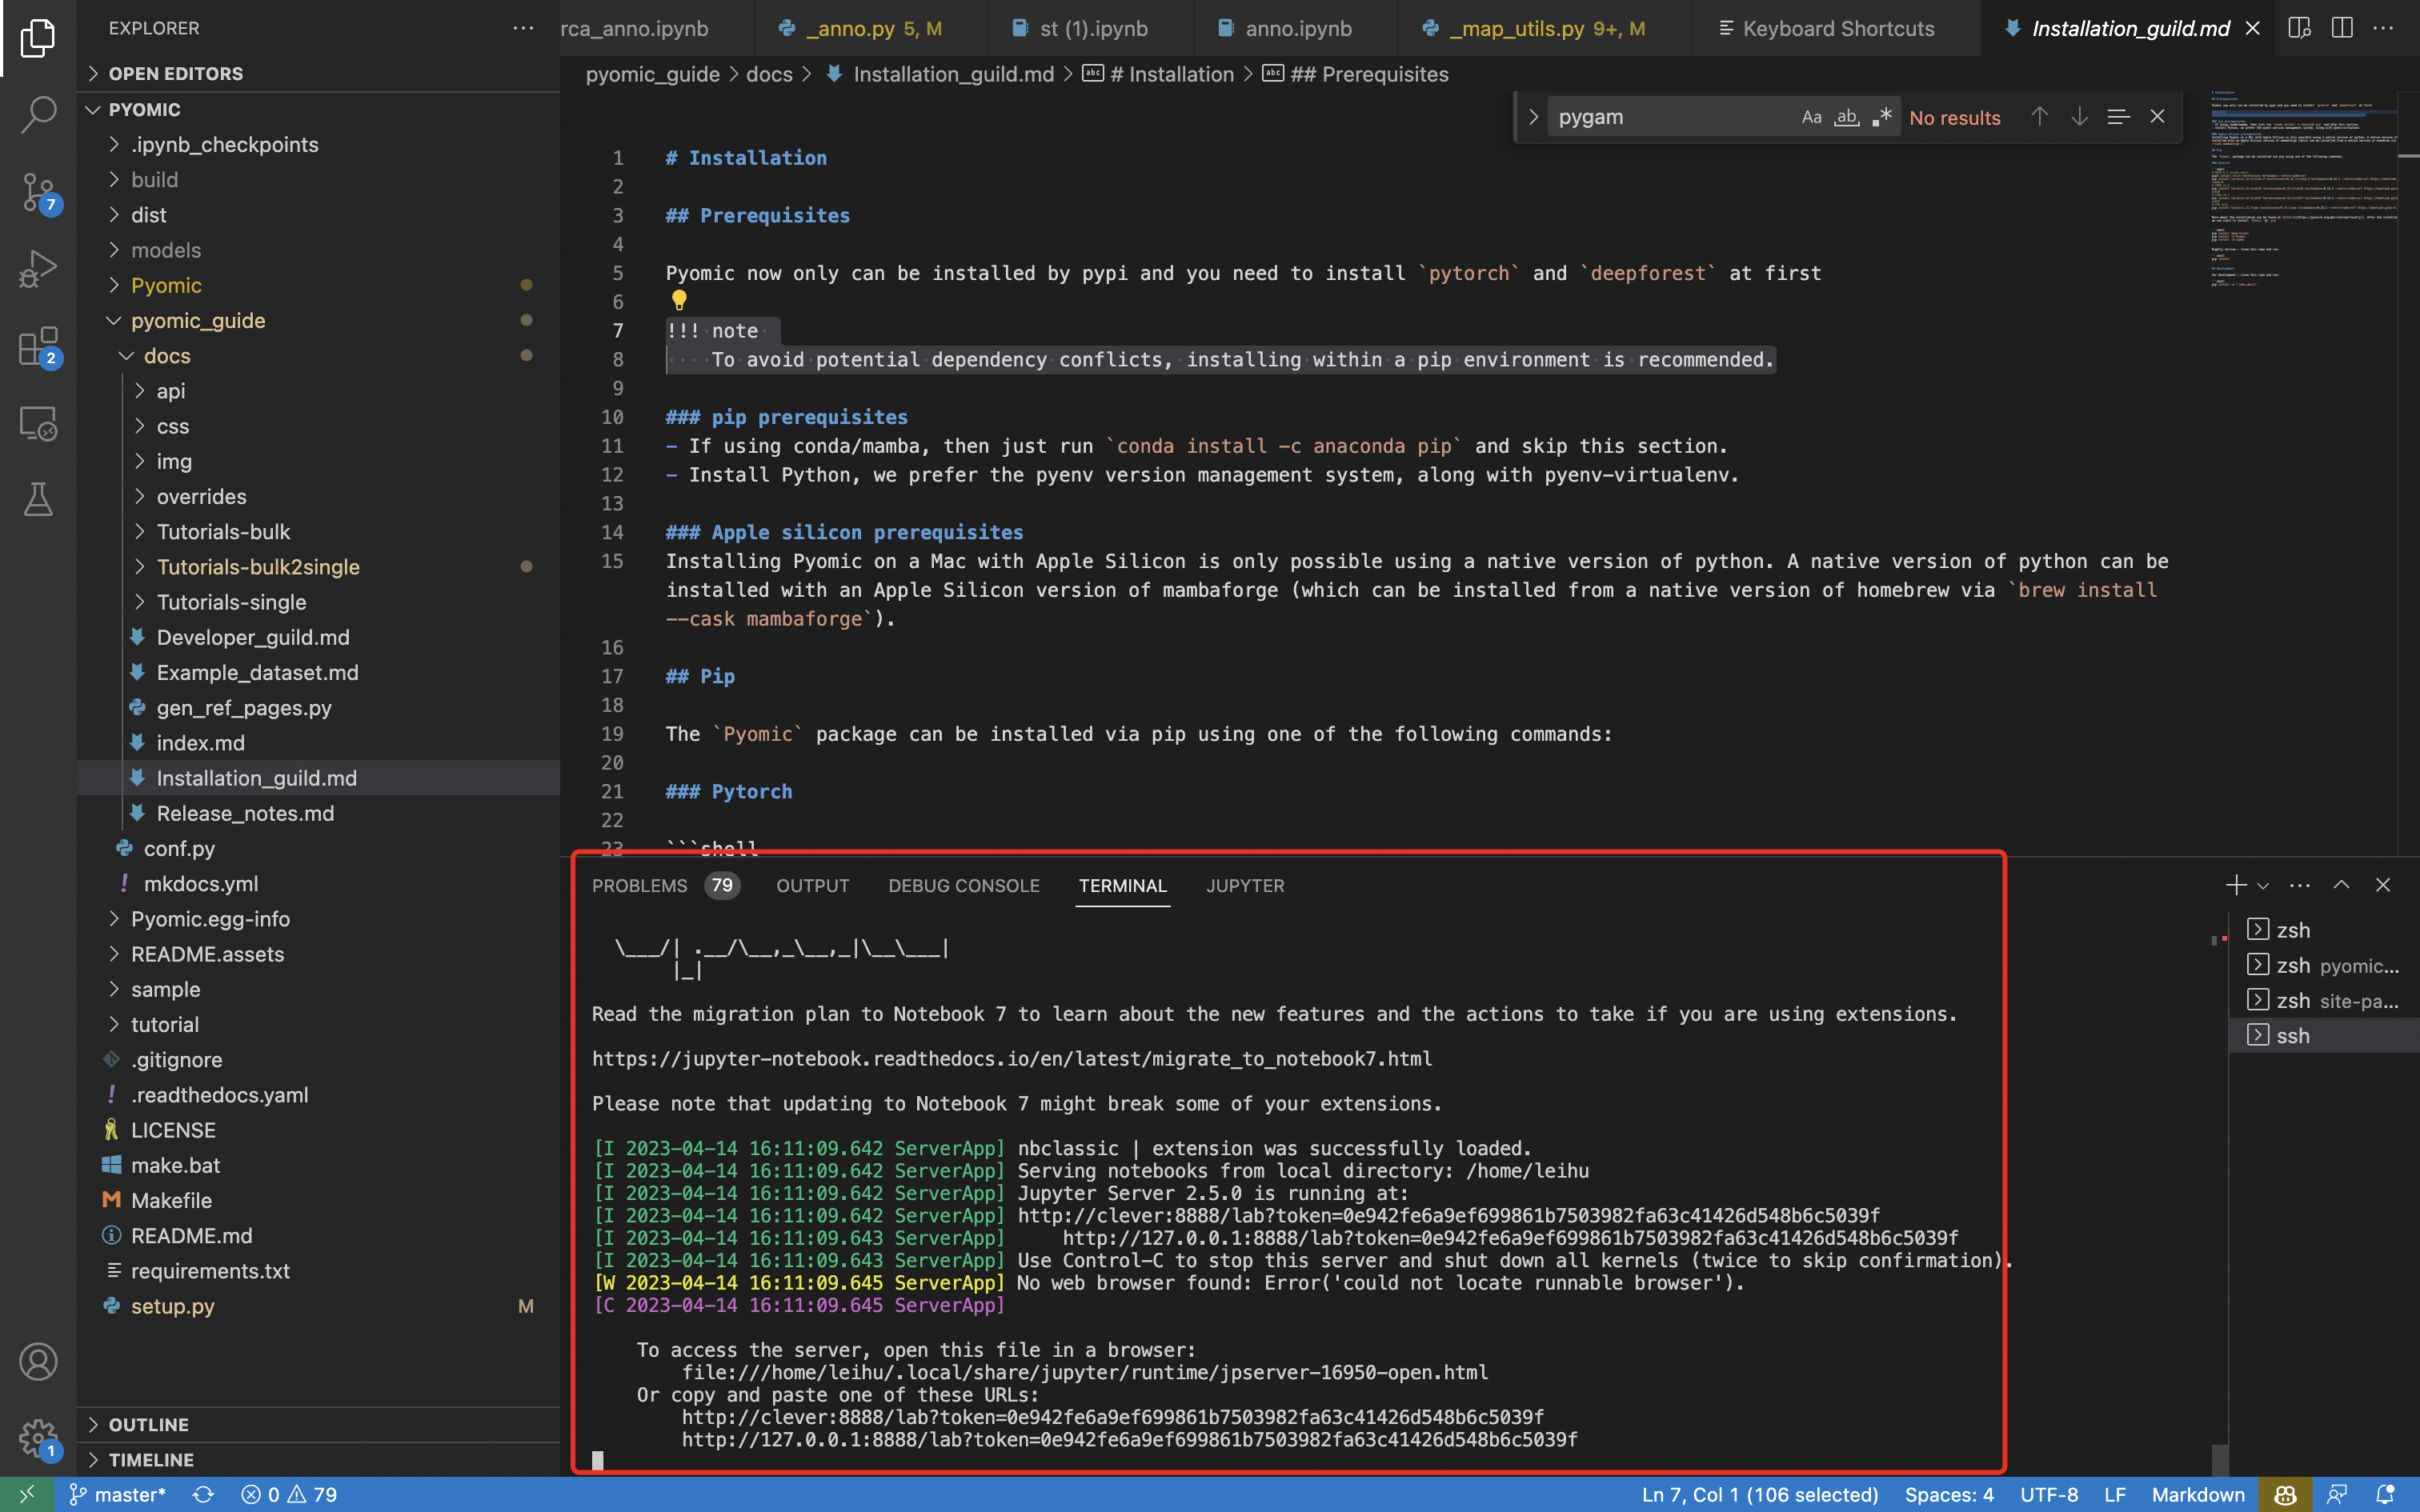 EXPLORER
rca_anno.ipynb
_anno.py 5, M
st (1).ipynb
anno.ipynb
_map_utils.py 9+, M
Keyboard Shortcuts
Installation_guild.md
OPEN EDITORS
PYOMIC
.ipynb_checkpoints
build
dist
models
Pyomic
pyomic_guide
docs
api
css
img
overrides
Tutorials-bulk
Tutorials-bulk2single
Tutorials-single
Developer_guild.md
Example_dataset.md
gen_ref_pages.py
index.md
Installation_guild.md
Release_notes.md
conf.py
! mkdocs.yml
Pyomic.egg-info
README.assets
sample
tutorial
.gitignore
! .readthedocs.yaml
LICENSE
make.bat
Makefile
README.md
requirements.txt
setup.py M
OUTLINE
TIMELINE
7
2
1
pyomic_guide > docs > Installation_guild.md > # Installation > ## Prerequisites
pygam
Aa ab .* No results
1 # Installation
2
3 ## Prerequisites
4
5 Pyomic now only can be installed by pypi and you need to install `pytorch` and `deepforest` at first
6
7 !!! note
8 To avoid potential dependency conflicts, installing within a pip environment is recommended.
9
10 ### pip prerequisites
11 - If using conda/mamba, then just run `conda install -c anaconda pip` and skip this section.
12 - Install Python, we prefer the pyenv version management system, along with pyenv-virtualenv.
13
14 ### Apple silicon prerequisites
15 Installing Pyomic on a Mac with Apple Silicon is only possible using a native version of python. A native version of python can be
installed with an Apple Silicon version of mambaforge (which can be installed from a native version of homebrew via `brew install
--cask mambaforge`).
16
17 ## Pip
18
19 The `Pyomic` package can be installed via pip using one of the following commands:
20
21 ### Pytorch
22
23 ```shell
PROBLEMS 79 OUTPUT DEBUG CONSOLE TERMINAL JUPYTER
\___/| .__/\__,_\__,_|\__\___|
|_|
Read the migration plan to Notebook 7 to learn about the new features and the actions to take if you are using extensions.
https://jupyter-notebook.readthedocs.io/en/latest/migrate_to_notebook7.html
Please note that updating to Notebook 7 might break some of your extensions.
[I 2023-04-14 16:11:09.642 ServerApp] nbclassic | extension was successfully loaded.
[I 2023-04-14 16:11:09.642 ServerApp] Serving notebooks from local directory: /home/leihu
[I 2023-04-14 16:11:09.642 ServerApp] Jupyter Server 2.5.0 is running at:
[I 2023-04-14 16:11:09.642 ServerApp] http://clever:8888/lab?token=0e942fe6a9ef699861b7503982fa63c41426d548b6c5039f
[I 2023-04-14 16:11:09.643 ServerApp]     http://127.0.0.1:8888/lab?token=0e942fe6a9ef699861b7503982fa63c41426d548b6c5039f
[I 2023-04-14 16:11:09.643 ServerApp] Use Control-C to stop this server and shut down all kernels (twice to skip confirmation).
[W 2023-04-14 16:11:09.645 ServerApp] No web browser found: Error('could not locate runnable browser').
[C 2023-04-14 16:11:09.645 ServerApp]
To access the server, open this file in a browser:
file:///home/leihu/.local/share/jupyter/runtime/jpserver-16950-open.html
Or copy and paste one of these URLs:
http://clever:8888/lab?token=0e942fe6a9ef699861b7503982fa63c41426d548b6c5039f
http://127.0.0.1:8888/lab?token=0e942fe6a9ef699861b7503982fa63c41426d548b6c5039f
zsh
zsh pyomic...
zsh site-pa...
ssh
master* 0 79 Ln 7, Col 1 (106 selected) Spaces: 4 UTF-8 LF Markdown